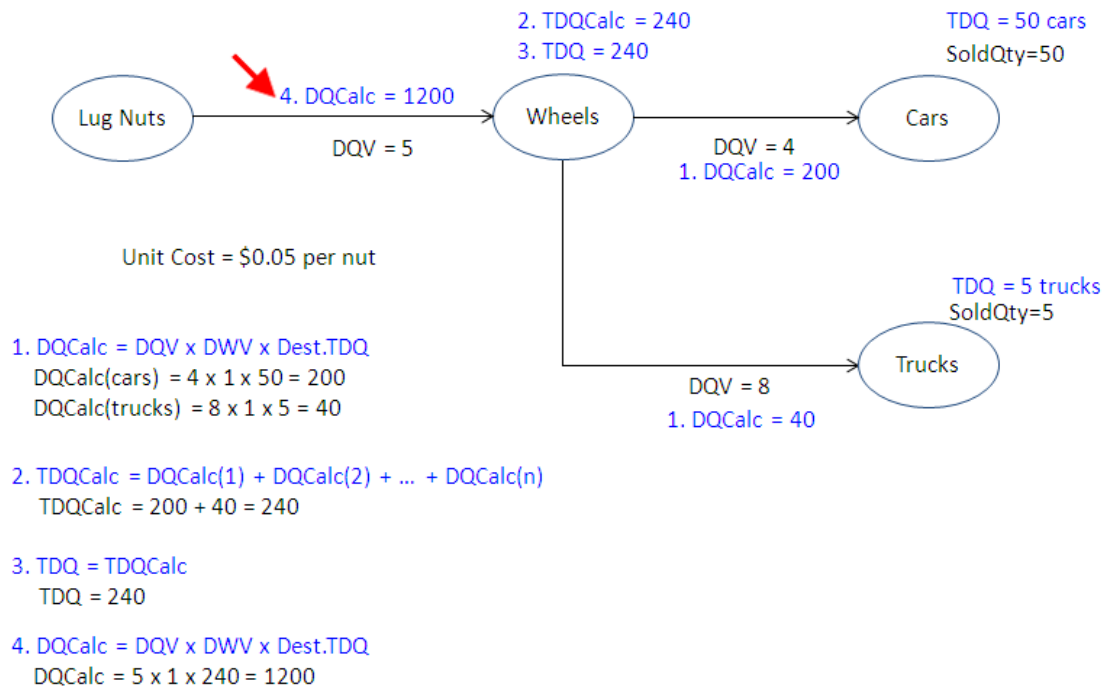 2. TDQCalc = 240
3. TDQ = 240
TDQ = 50 cars
SoldQty=50
4. DQCalc = 1200
Lug Nuts
Wheels
Cars
DQV = 5
DQV = 4
1. DQCalc = 200
Unit Cost = $0.05 per nut
TDQ = 5 trucks
SoldQty=5
Trucks
DQV = 8
1. DQCalc = 40
1. DQCalc = DQV x DWV x Dest.TDQ
DQCalc(cars) = 4 x 1 x 50 = 200
DQCalc(trucks) = 8 x 1 x 5 = 40
2. TDQCalc = DQCalc(1) + DQCalc(2) + ... + DQCalc(n)
TDQCalc = 200 + 40 = 240
3. TDQ = TDQCalc
TDQ = 240
4. DQCalc = DQV x DWV x Dest.TDQ
DQCalc = 5 x 1 x 240 = 1200